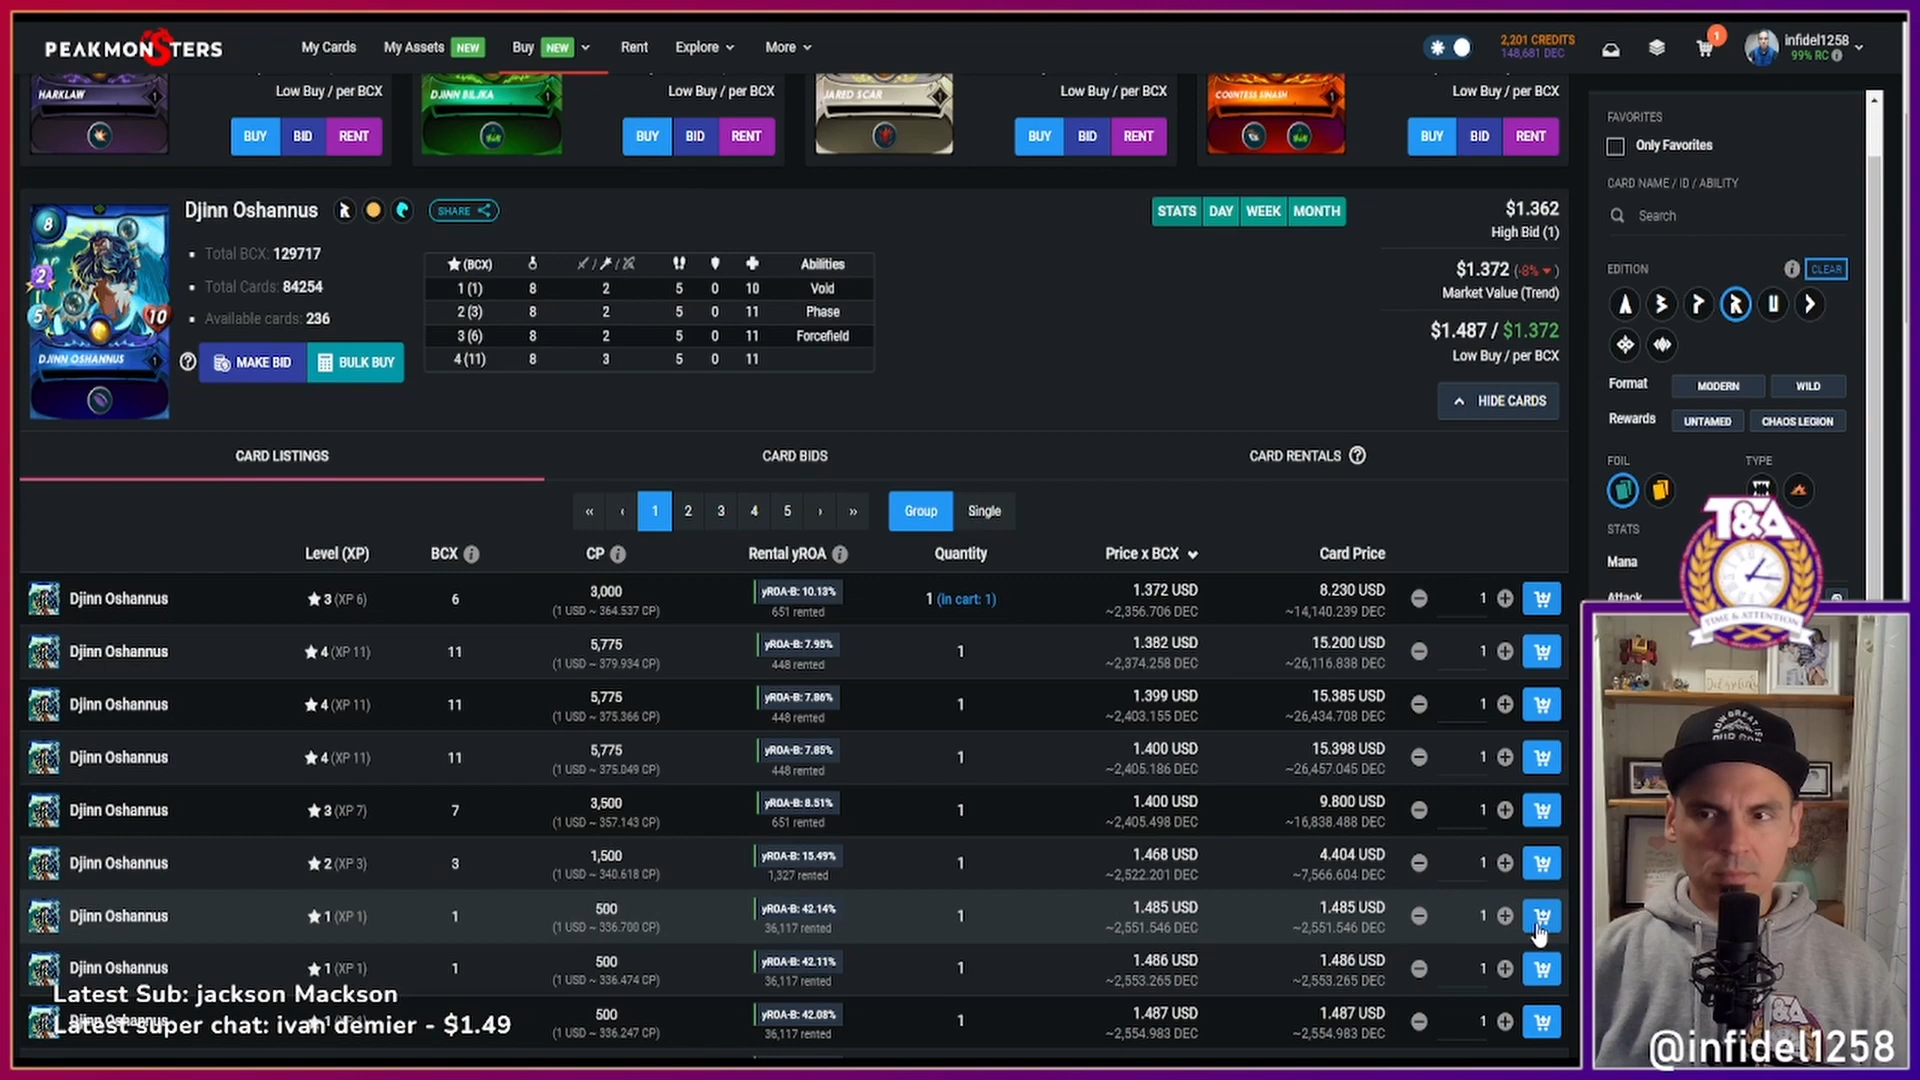 PEAKMONSTERS
My Cards
My Assets NEW
Buy NEW
Rent
Explore
More
2,201 CREDITS
148,681 DEC
1
infidel1258
99% RC
HARKLAW
Low Buy / per BCX
BUY BID RENT
DJINN BILJKA
Low Buy / per BCX
BUY BID RENT
JARED SCAR
Low Buy / per BCX
BUY BID RENT
COUNTESS SINASH
Low Buy / per BCX
BUY BID RENT
8
2
5
10
DJINN OSHANNUS
Djinn Oshannus
SHARE
Total BCX: 129717
Total Cards: 84254
Available cards: 236
MAKE BID
BULK BUY
(BCX) Abilities
1 (1) 8 2 5 0 10 Void
2 (3) 8 2 5 0 11 Phase
3 (6) 8 2 5 0 11 Forcefield
4 (11) 8 3 5 0 11
STATS DAY WEEK MONTH
$1.362
High Bid (1)
$1.372 (-8% )
Market Value (Trend)
$1.487 / $1.372
Low Buy / per BCX
HIDE CARDS
CARD LISTINGS
CARD BIDS
CARD RENTALS
« ‹ 1 2 3 4 5 › »
Group Single
Level (XP) BCX CP Rental yROA Quantity Price x BCX Card Price
Djinn Oshannus 3 (XP 6) 6 3,000 yROA-B: 10.13% 1 (In cart: 1) 1.372 USD 8.230 USD 1
(1 USD ~ 364.537 CP) 651 rented ~2,356.706 DEC ~14,140.239 DEC
Djinn Oshannus 4 (XP 11) 11 5,775 yROA-B: 7.95% 1 1.382 USD 15.200 USD 1
(1 USD ~ 379.934 CP) 448 rented ~2,374.258 DEC ~26,116.838 DEC
Djinn Oshannus 4 (XP 11) 11 5,775 yROA-B: 7.86% 1 1.399 USD 15.385 USD 1
(1 USD ~ 375.366 CP) 448 rented ~2,403.155 DEC ~26,434.708 DEC
Djinn Oshannus 4 (XP 11) 11 5,775 yROA-B: 7.85% 1 1.400 USD 15.398 USD 1
(1 USD ~ 375.049 CP) 448 rented ~2,405.186 DEC ~26,457.045 DEC
Djinn Oshannus 3 (XP 7) 7 3,500 yROA-B: 8.51% 1 1.400 USD 9.800 USD 1
(1 USD ~ 357.143 CP) 651 rented ~2,405.498 DEC ~16,838.488 DEC
Djinn Oshannus 2 (XP 3) 3 1,500 yROA-B: 15.49% 1 1.468 USD 4.404 USD 1
(1 USD ~ 340.618 CP) 1,327 rented ~2,522.201 DEC ~7,566.604 DEC
Djinn Oshannus 1 (XP 1) 1 500 yROA-B: 42.14% 1 1.485 USD 1.485 USD 1
(1 USD ~ 336.700 CP) 36,117 rented ~2,551.546 DEC ~2,551.546 DEC
Djinn Oshannus 1 (XP 1) 1 500 yROA-B: 42.11% 1 1.486 USD 1.486 USD 1
(1 USD ~ 336.474 CP) 36,117 rented ~2,553.265 DEC ~2,553.265 DEC
500 yROA-B: 42.08% 1 1.487 USD 1.487 USD 1
(1 USD ~ 336.247 CP) 36,117 rented ~2,554.983 DEC ~2,554.983 DEC
Latest Sub: jackson Mackson
Latest super chat: ivan demier - $1.49
FAVORITES
Only Favorites
CARD NAME / ID / ABILITY
Search
EDITION
CLEAR
Format MODERN WILD
Rewards UNTAMED CHAOS LEGION
FOIL TYPE
STATS
Mana
Attack
T&A
TIME & ATTENTION
T&A
@infidel1258